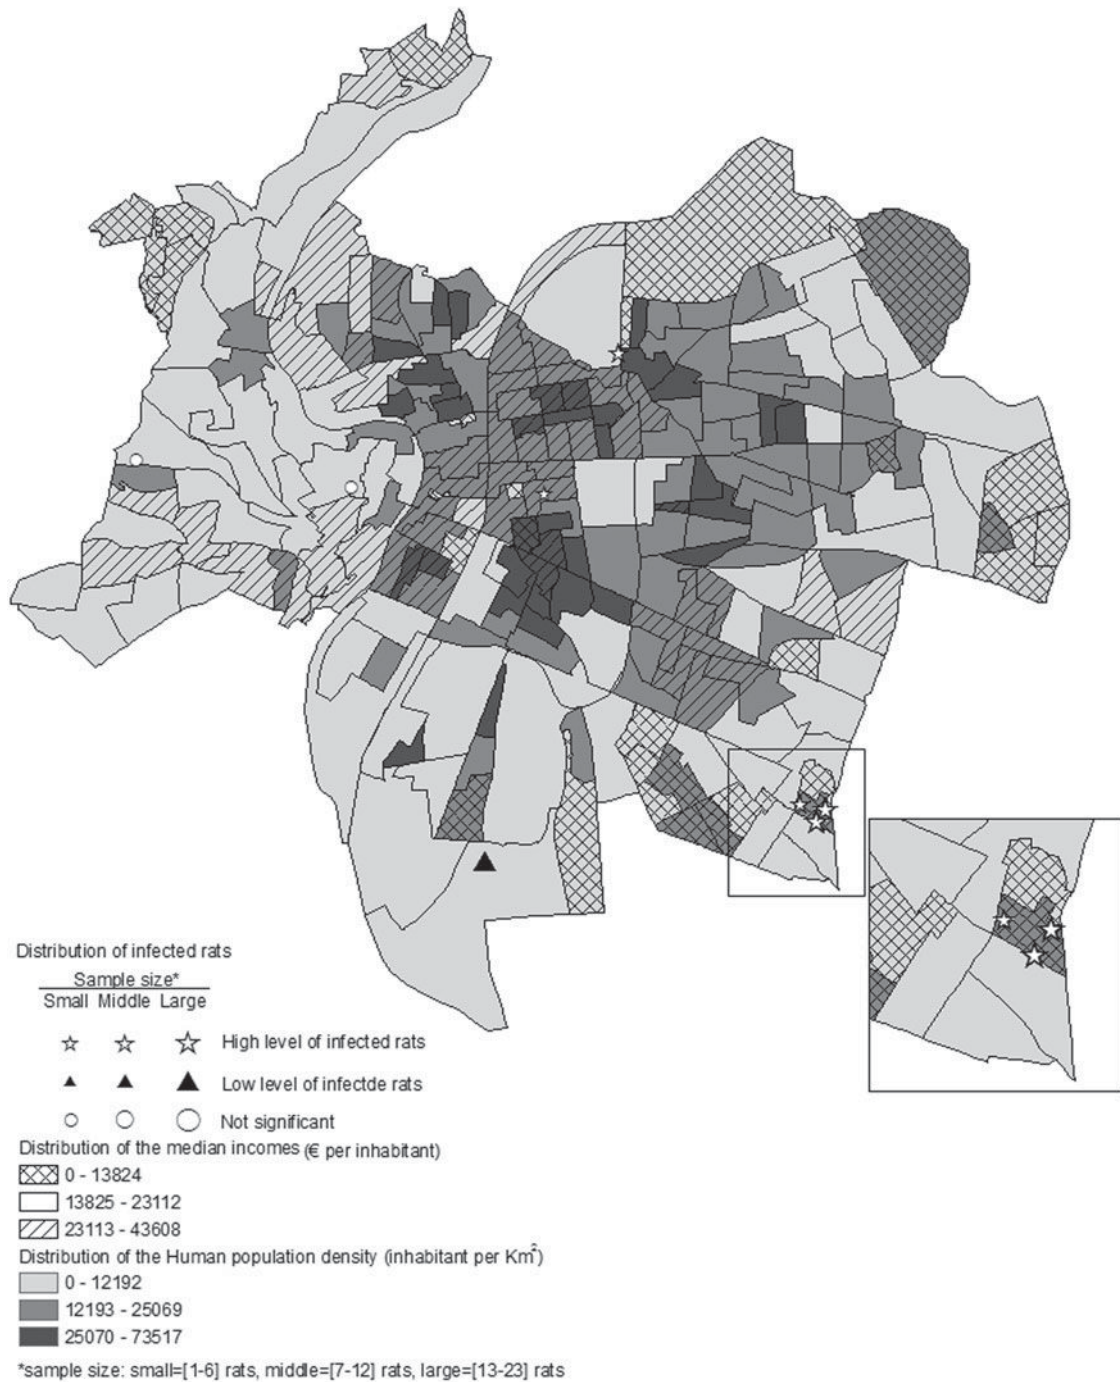 Distribution of infected rats
Sample size*
Small Middle Large
High level of infected rats
Low level of infectde rats
Not significant
Distribution of the median incomes (€ per inhabitant)
0 - 13824
13825 - 23112
23113 - 43608
Distribution of the Human population density (inhabitant per Km²)
0 - 12192
12193 - 25069
25070 - 73517
*sample size: small=[1-6] rats, middle=[7-12] rats, large=[13-23] rats